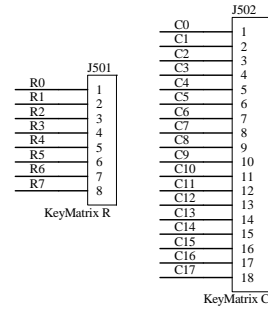 J501
R0 1
R1 2
R2 3
R3 4
R4 5
R5 6
R6 7
R7 8
KeyMatrix R
J502
C0 1
C1 2
C2 3
C3 4
C4 5
C5 6
C6 7
C7 8
C8 9
C9 10
C10 11
C11 12
C12 13
C13 14
C14 15
C15 16
C16 17
C17 18
KeyMatrix C